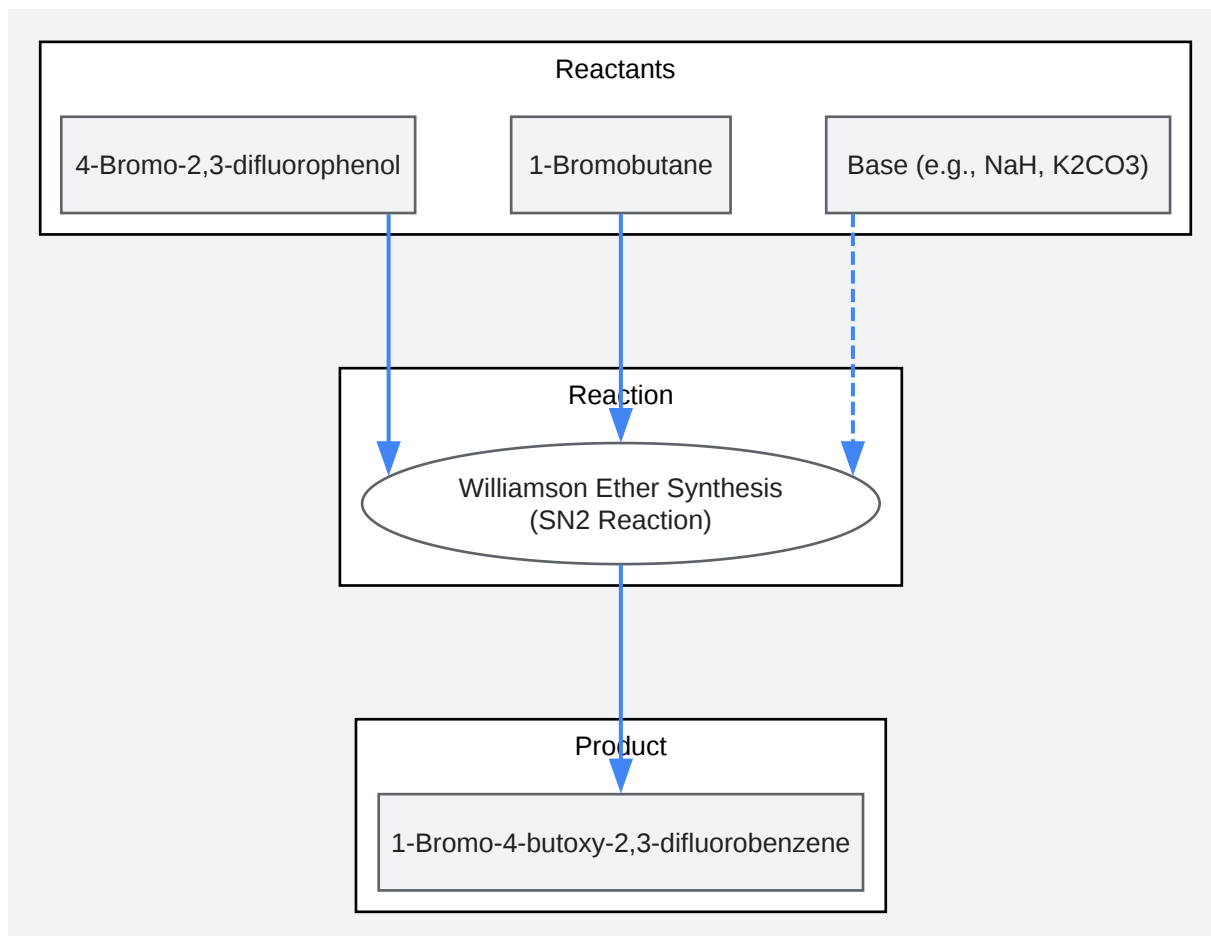 Reactants
4-Bromo-2,3-difluorophenol
1-Bromobutane
Base (e.g., NaH, K2CO3)
Reaction
Williamson Ether Synthesis
(SN2 Reaction)
Product
1-Bromo-4-butoxy-2,3-difluorobenzene